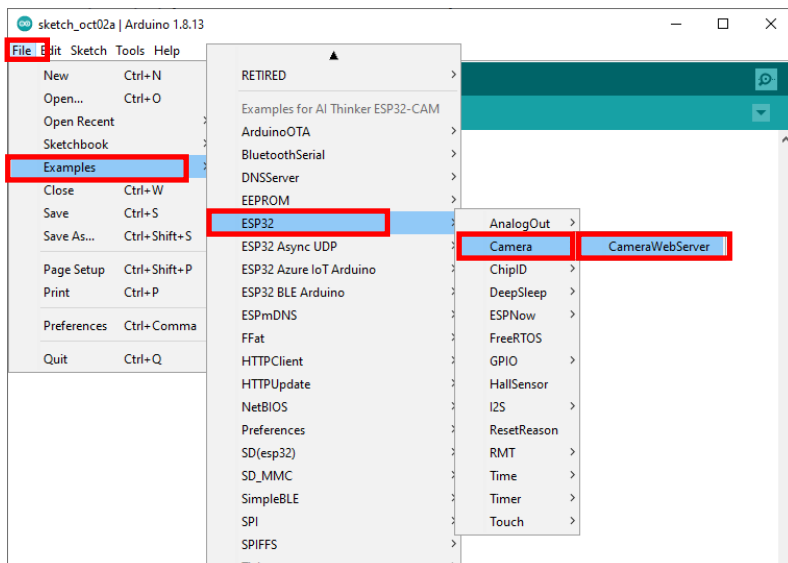 sketch_oct02a | Arduino 1.8.13
File Edit Sketch Tools Help
New Ctrl+N
Open... Ctrl+O
Open Recent
Sketchbook
Examples
Close Ctrl+W
Save Ctrl+S
Save As... Ctrl+Shift+S
Page Setup Ctrl+Shift+P
Print Ctrl+P
Preferences Ctrl+Comma
Quit Ctrl+Q
RETIRED
Examples for AI Thinker ESP32-CAM
ArduinoOTA
BluetoothSerial
DNSServer
EEPROM
ESP32
ESP32 Async UDP
ESP32 Azure IoT Arduino
ESP32 BLE Arduino
ESPmDNS
FFat
HTTPClient
HTTPUpdate
NetBIOS
Preferences
SD(esp32)
SD_MMC
SimpleBLE
SPI
SPIFFS
AnalogOut
Camera
ChipID
DeepSleep
ESPNow
FreeRTOS
GPIO
HallSensor
I2S
ResetReason
RMT
Time
Timer
Touch
CameraWebServer